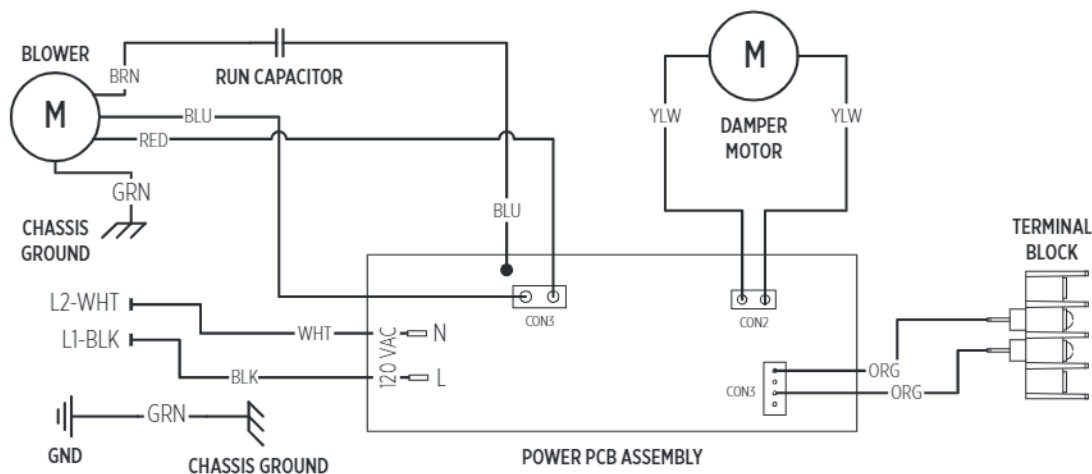 BLOWER
M
BRN
RUN CAPACITOR
BLU
RED
GRN
CHASSIS
GROUND
BLU
M
YLW
YLW
DAMPER
MOTOR
TERMINAL
BLOCK
L2-WHT
WHT
N
L1-BLK
BLK
L
120 VAC
CON3
CON2
CON3
ORG
ORG
GRN
GND
CHASSIS GROUND
POWER PCB ASSEMBLY